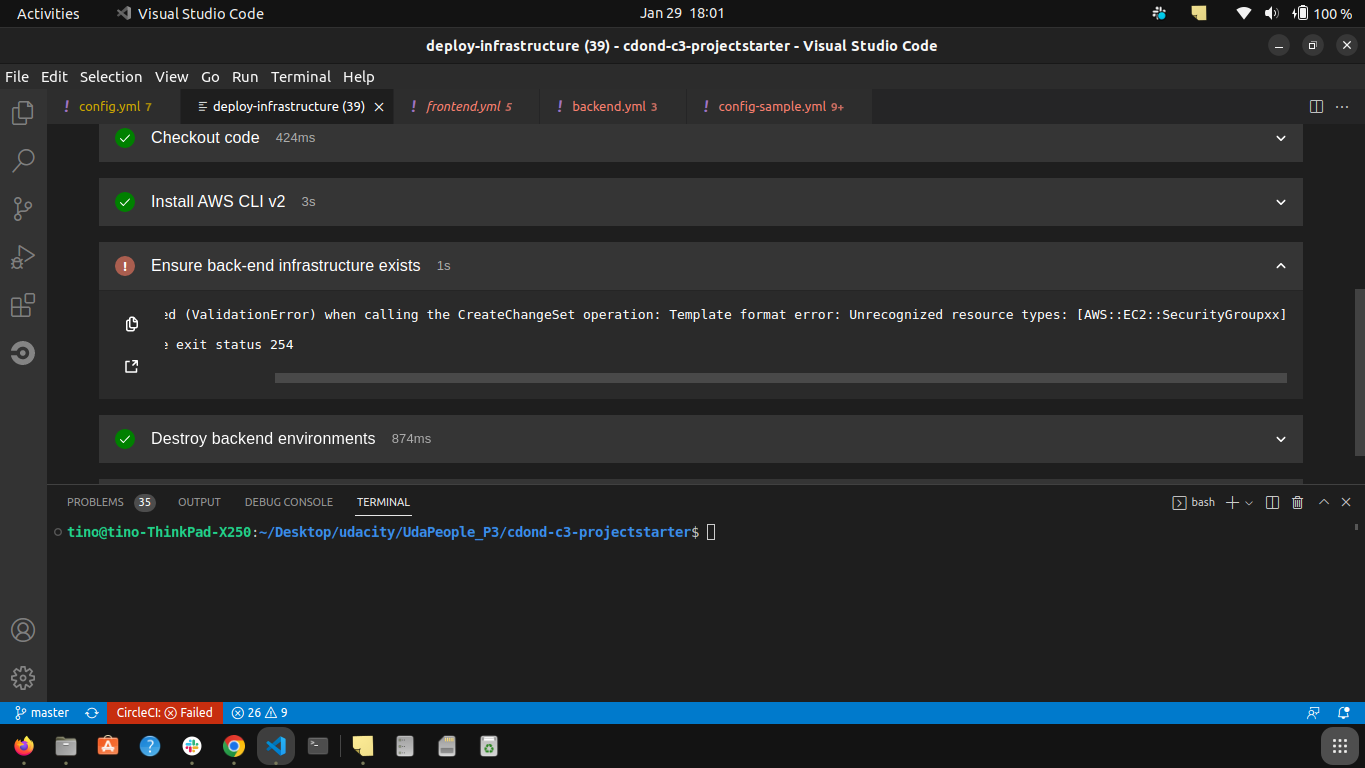 Activities Visual Studio Code Jan 29 18:01 100 %
deploy-infrastructure (39) - cdond-c3-projectstarter - Visual Studio Code
File Edit Selection View Go Run Terminal Help
! config.yml 7 deploy-infrastructure (39) ! frontend.yml 5 ! backend.yml 3 ! config-sample.yml 9+
Checkout code 424ms
Install AWS CLI v2 3s
Ensure back-end infrastructure exists 1s
ed (ValidationError) when calling the CreateChangeSet operation: Template format error: Unrecognized resource types: [AWS::EC2::SecurityGroupxx]
e exit status 254
Destroy backend environments 874ms
PROBLEMS 35 OUTPUT DEBUG CONSOLE TERMINAL bash
tino@tino-ThinkPad-X250:~/Desktop/udacity/UdaPeople_P3/cdond-c3-projectstarter$
master CircleCI: Failed 26 9